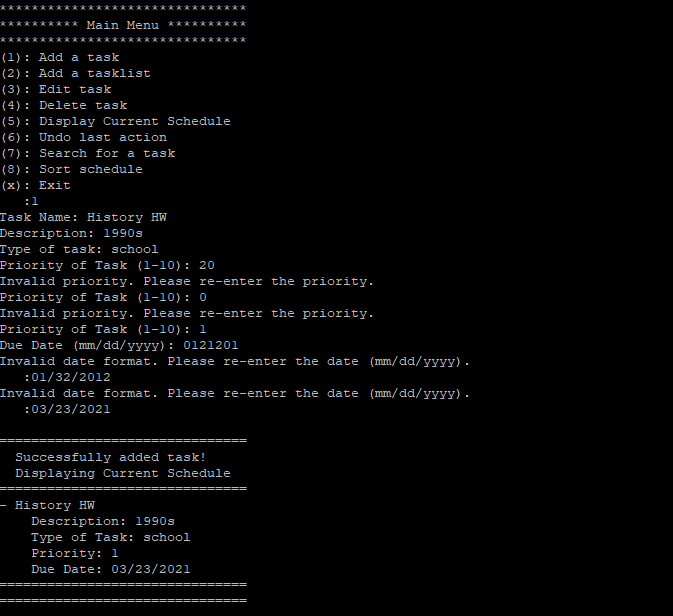 *******************************
********** Main Menu **********
*******************************
(1): Add a task
(2): Add a tasklist
(3): Edit task
(4): Delete task
(5): Display Current Schedule
(6): Undo last action
(7): Search for a task
(8): Sort schedule
(x): Exit
   :1
Task Name: History HW
Description: 1990s
Type of task: school
Priority of Task (1-10): 20
Invalid priority. Please re-enter the priority.
Priority of Task (1-10): 0
Invalid priority. Please re-enter the priority.
Priority of Task (1-10): 1
Due Date (mm/dd/yyyy): 0121201
Invalid date format. Please re-enter the date (mm/dd/yyyy).
   :01/32/2012
Invalid date format. Please re-enter the date (mm/dd/yyyy).
   :03/23/2021

===============================
  Successfully added task!
  Displaying Current Schedule
===============================
- History HW
    Description: 1990s
    Type of Task: school
    Priority: 1
    Due Date: 03/23/2021
===============================
===============================